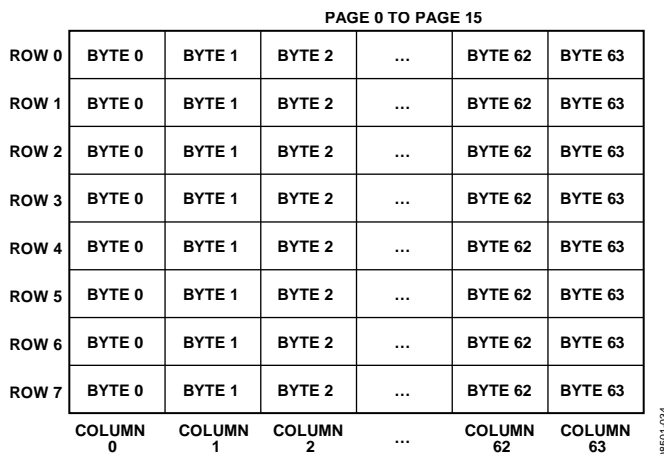 PAGE 0 TO PAGE 15
ROW 0 BYTE 0 BYTE 1 BYTE 2 ... BYTE 62 BYTE 63
ROW 1 BYTE 0 BYTE 1 BYTE 2 ... BYTE 62 BYTE 63
ROW 2 BYTE 0 BYTE 1 BYTE 2 ... BYTE 62 BYTE 63
ROW 3 BYTE 0 BYTE 1 BYTE 2 ... BYTE 62 BYTE 63
ROW 4 BYTE 0 BYTE 1 BYTE 2 ... BYTE 62 BYTE 63
ROW 5 BYTE 0 BYTE 1 BYTE 2 ... BYTE 62 BYTE 63
ROW 6 BYTE 0 BYTE 1 BYTE 2 ... BYTE 62 BYTE 63
ROW 7 BYTE 0 BYTE 1 BYTE 2 ... BYTE 62 BYTE 63
COLUMN COLUMN COLUMN ... COLUMN COLUMN
0 1 2 62 63